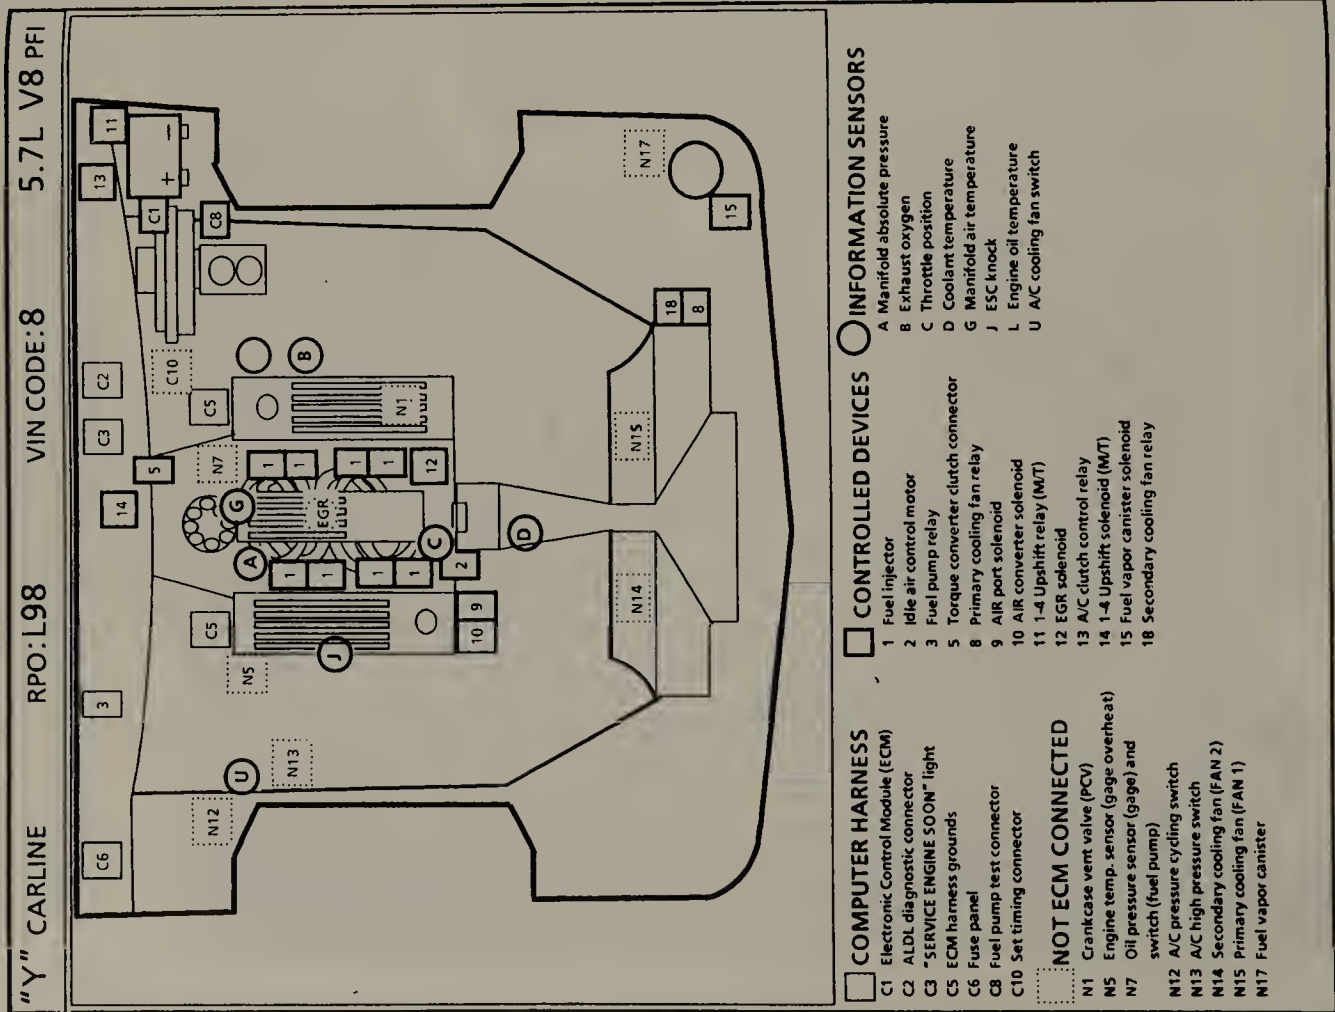 "Y" CARLINE RPO:L98 VIN CODE:8 5.7L V8 PFI
C6
3
C3
C2
13
11
14
5
C1
+ −
C10
N12
C5
N7
C5
C8
U
N5
A
G
B
N13
J
1
1
1
1
EGR
1
1
1
1
N1
C
12
2
10
9
D
N14
N15
18
8
N17
15
COMPUTER HARNESS
C1 Electronic Control Module (ECM)
C2 ALDL diagnostic connector
C3 "SERVICE ENGINE SOON" light
C5 ECM harness grounds
C6 Fuse panel
C8 Fuel pump test connector
C10 Set timing connector
NOT ECM CONNECTED
N1 Crankcase vent valve (PCV)
N5 Engine temp. sensor (gage overheat)
N7 Oil pressure sensor (gage) and
switch (fuel pump)
N12 A/C pressure cycling switch
N13 A/C high pressure switch
N14 Secondary cooling fan (FAN 2)
N15 Primary cooling fan (FAN 1)
N17 Fuel vapor canister
CONTROLLED DEVICES
1 Fuel injector
2 Idle air control motor
3 Fuel pump relay
5 Torque converter clutch connector
8 Primary cooling fan relay
9 AIR port solenoid
10 AIR converter solenoid
11 1-4 Upshift relay (M/T)
12 EGR solenoid
13 A/C clutch control relay
14 1-4 Upshift solenoid (M/T)
15 Fuel vapor canister solenoid
18 Secondary cooling fan relay
INFORMATION SENSORS
A Manifold absolute pressure
B Exhaust oxygen
C Throttle position
D Coolant temperature
G Manifold air temperature
J ESC knock
L Engine oil temperature
U A/C cooling fan switch